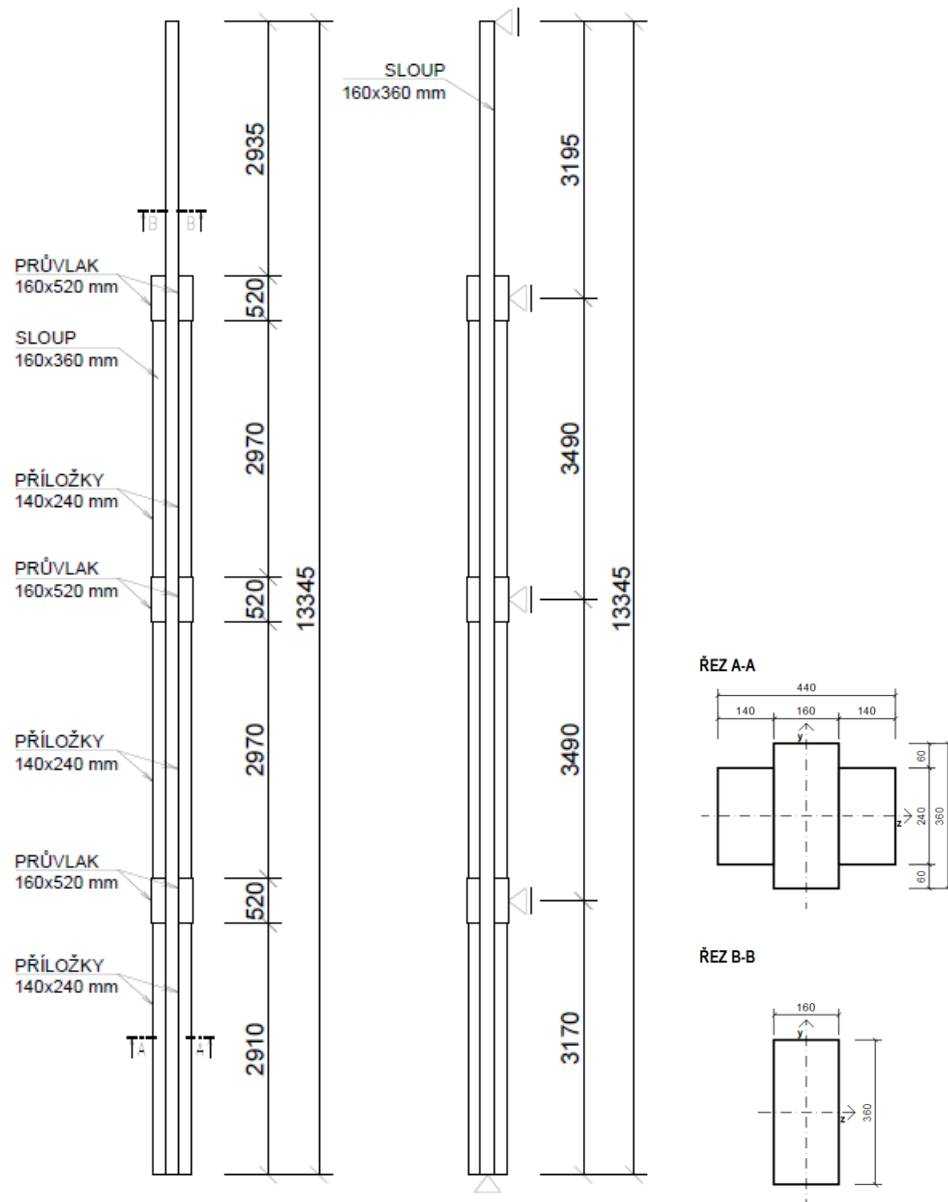 SLOUP
160x360 mm
2935
3195
B
B
PRŮVLAK
160x520 mm
520
SLOUP
160x360 mm
2970
3490
PŘÍLOŽKY
140x240 mm
PRŮVLAK
160x520 mm
520
13345
13345
PŘÍLOŽKY
140x240 mm
2970
3490
PRŮVLAK
160x520 mm
520
PŘÍLOŽKY
140x240 mm
2910
3170
A
A
ŘEZ A-A
440
140
160
140
y
z
60
240
360
60
ŘEZ B-B
160
y
z
360